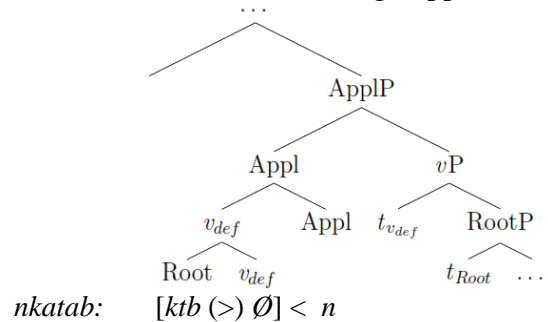 ...
ApplP
Appl vP
v_def Appl t_v_def RootP
Root v_def t_Root ...
nkatab: [ktb (>) Ø] < n